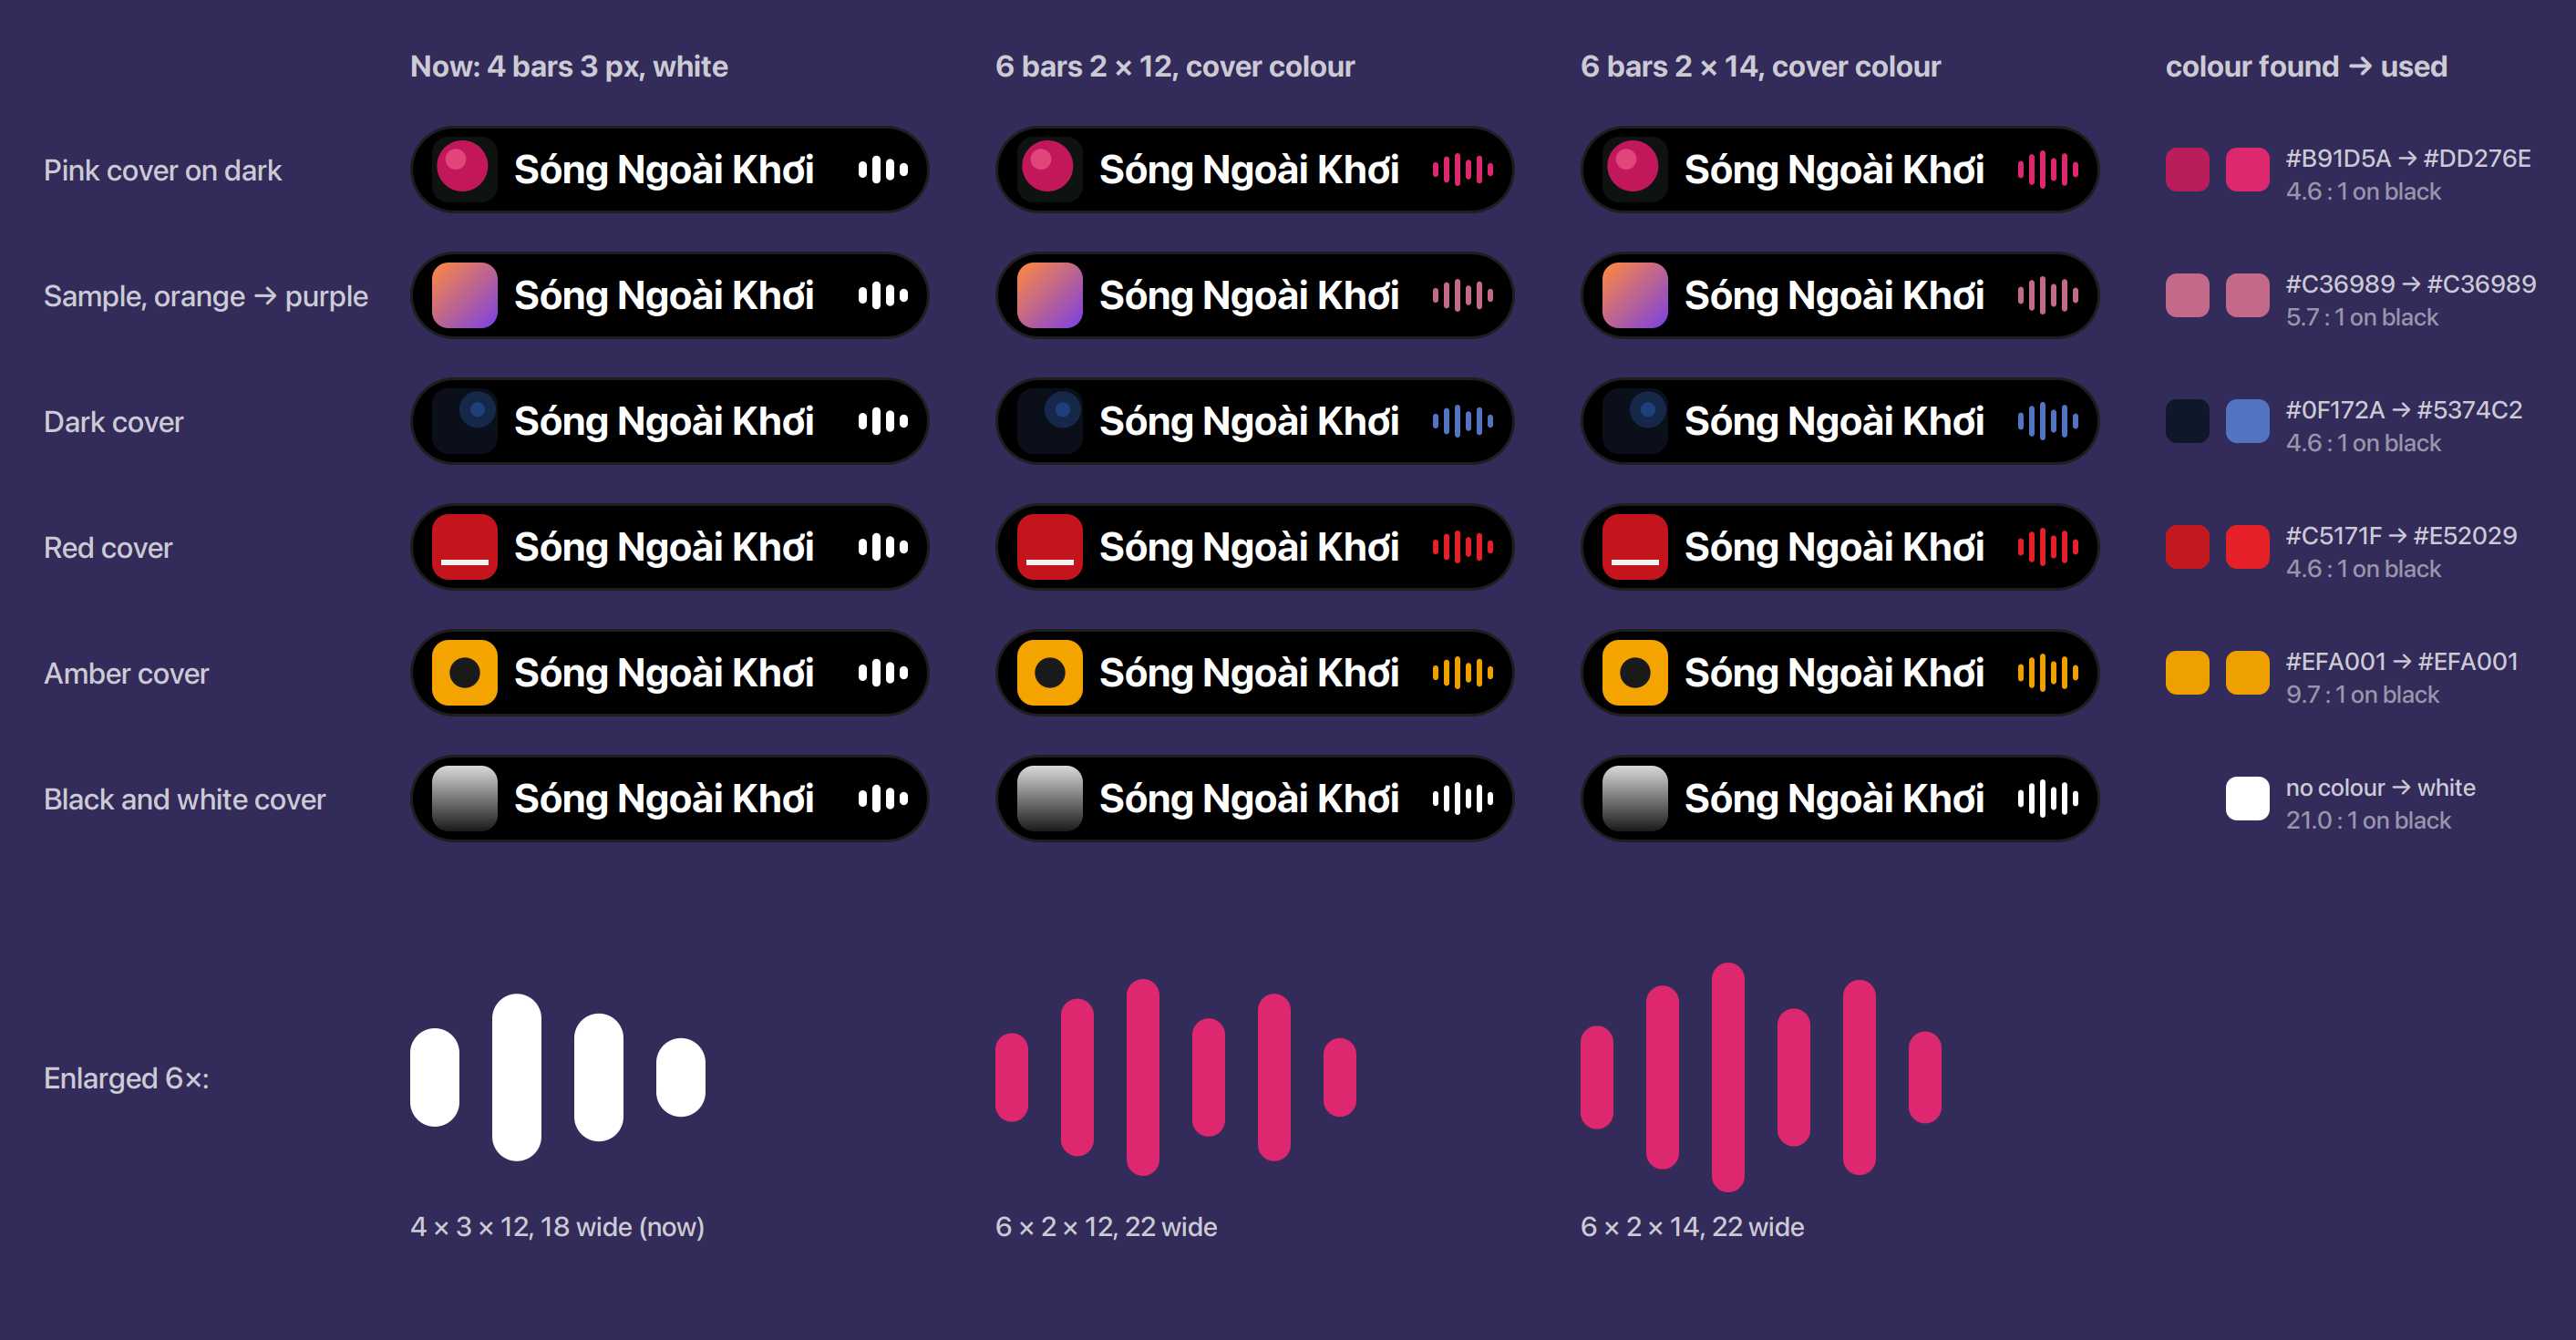 Now: 4 bars 3 px, white
6 bars 2 × 12, cover colour
6 bars 2 × 14, cover colour
colour found → used
Pink cover on dark
Sóng Ngoài Khơi
Sóng Ngoài Khơi
Sóng Ngoài Khơi
#B91D5A → #DD276E
4.6 : 1 on black
Sample, orange → purple
Sóng Ngoài Khơi
Sóng Ngoài Khơi
Sóng Ngoài Khơi
#C36989 → #C36989
5.7 : 1 on black
Dark cover
Sóng Ngoài Khơi
Sóng Ngoài Khơi
Sóng Ngoài Khơi
#0F172A → #5374C2
4.6 : 1 on black
Red cover
Sóng Ngoài Khơi
Sóng Ngoài Khơi
Sóng Ngoài Khơi
#C5171F → #E52029
4.6 : 1 on black
Amber cover
Sóng Ngoài Khơi
Sóng Ngoài Khơi
Sóng Ngoài Khơi
#EFA001 → #EFA001
9.7 : 1 on black
Black and white cover
Sóng Ngoài Khơi
Sóng Ngoài Khơi
Sóng Ngoài Khơi
no colour → white
21.0 : 1 on black
Enlarged 6×:
4 × 3 × 12, 18 wide (now)
6 × 2 × 12, 22 wide
6 × 2 × 14, 22 wide